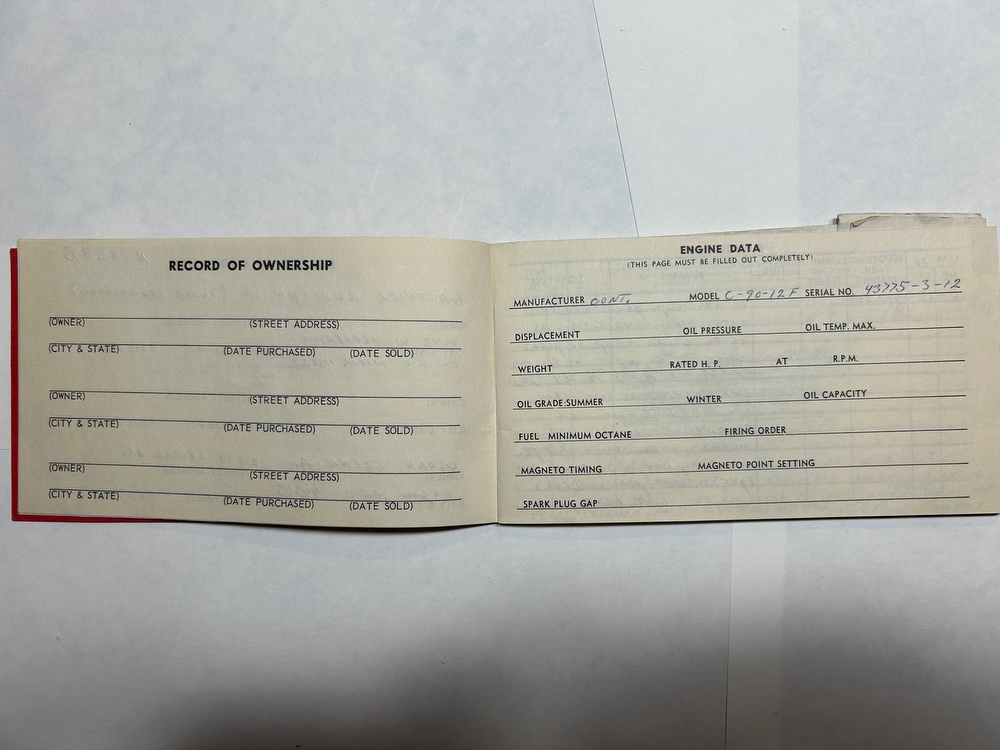 RECORD OF OWNERSHIP
(OWNER) (STREET ADDRESS)
(CITY & STATE) (DATE PURCHASED) (DATE SOLD)
(OWNER) (STREET ADDRESS)
(CITY & STATE) (DATE PURCHASED) (DATE SOLD)
(OWNER) (STREET ADDRESS)
(CITY & STATE) (DATE PURCHASED) (DATE SOLD)
ENGINE DATA
(THIS PAGE MUST BE FILLED OUT COMPLETELY)
MANUFACTURER CONT. MODEL C-90-12F SERIAL NO. 43775-3-12
DISPLACEMENT OIL PRESSURE OIL TEMP. MAX.
WEIGHT RATED H. P. AT R.P.M.
OIL GRADE:SUMMER WINTER OIL CAPACITY
FUEL MINIMUM OCTANE FIRING ORDER
MAGNETO TIMING MAGNETO POINT SETTING
SPARK PLUG GAP